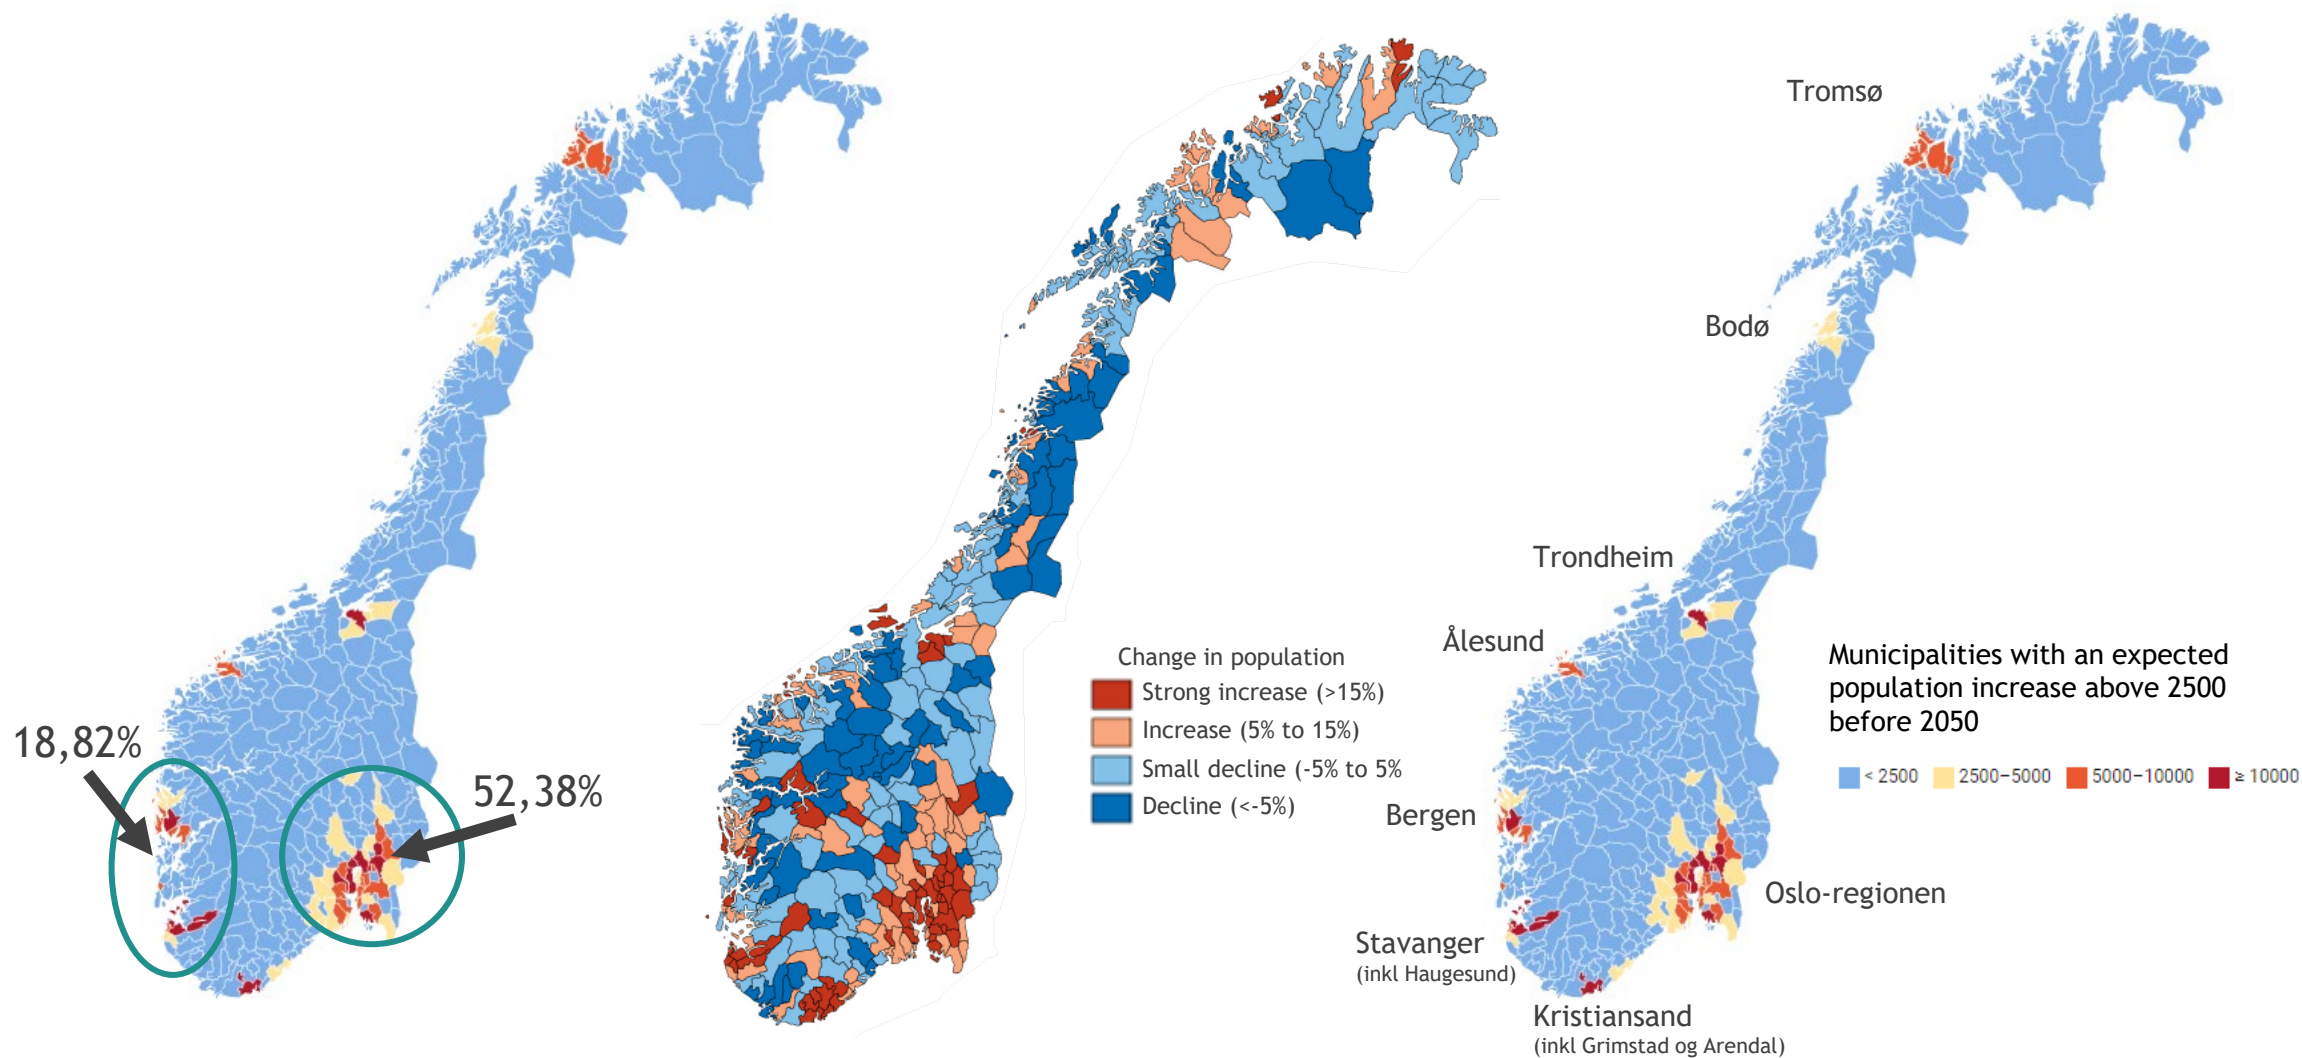 18,82%
52,38%
Change in population
Strong increase (>15%)
Increase (5% to 15%)
Small decline (-5% to 5%
Decline (<-5%)
Tromsø
Bodø
Trondheim
Ålesund
Bergen
Stavanger
(inkl Haugesund)
Kristiansand
(inkl Grimstad og Arendal)
Oslo-regionen
Municipalities with an expected
population increase above 2500
before 2050
< 2500 2500–5000 5000–10000 ≥ 10000